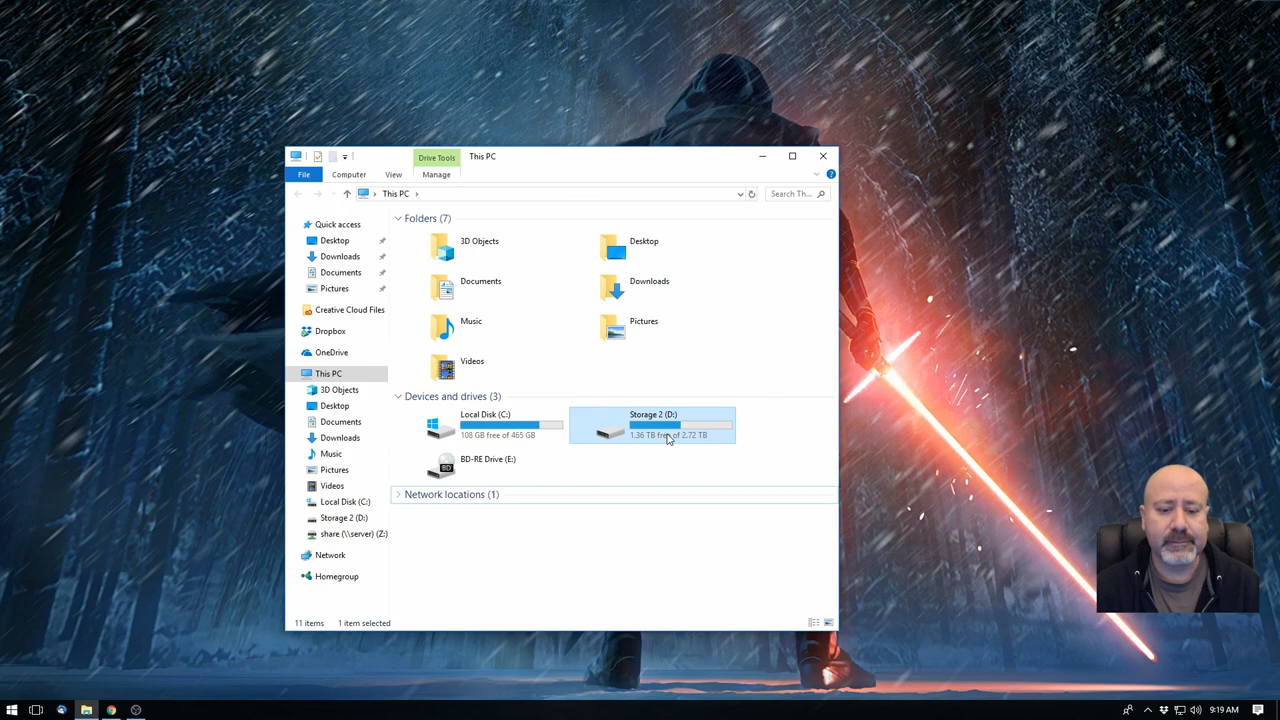 Drive Tools
This PC
File
Computer
View
Manage
This PC
Search Th...
Quick access
Desktop
Downloads
Documents
Pictures
Creative Cloud Files
Dropbox
OneDrive
This PC
3D Objects
Desktop
Documents
Downloads
Music
Pictures
Videos
Local Disk (C:)
Storage 2 (D:)
share (\\server) (Z:)
Network
Homegroup
Folders (7)
3D Objects
Desktop
Documents
Downloads
Music
Pictures
Videos
Devices and drives (3)
Local Disk (C:)
108 GB free of 465 GB
Storage 2 (D:)
1.36 TB free of 2.72 TB
BD
BD-RE Drive (E:)
Network locations (1)
11 items
1 item selected
9:19 AM